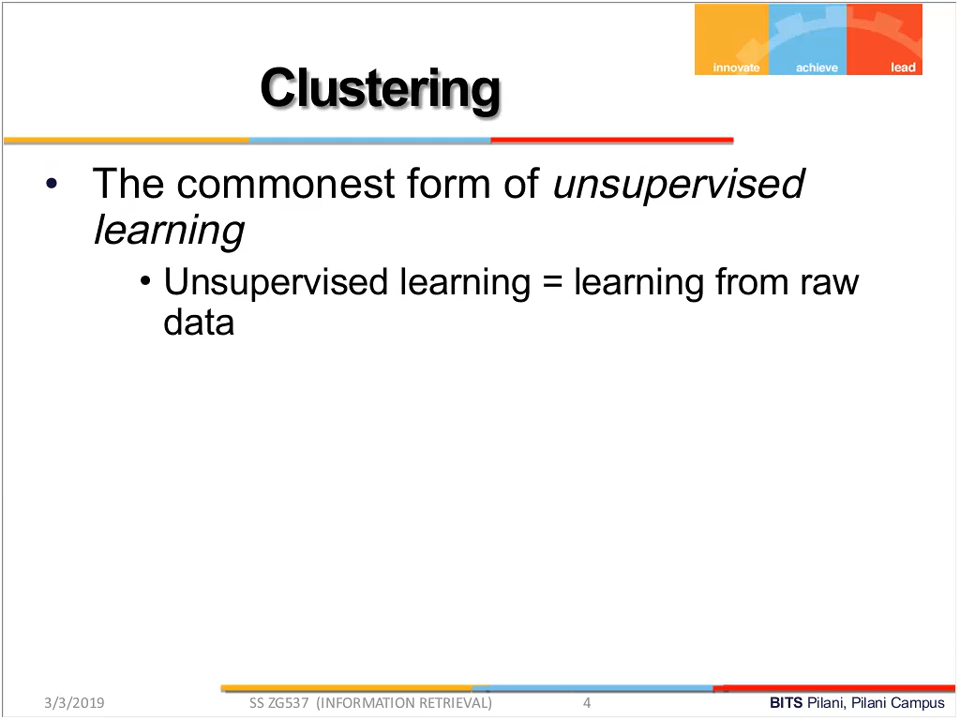 innovate achieve lead
Clustering
• The commonest form of unsupervised
learning
• Unsupervised learning = learning from raw
data
3/3/2019 SS ZG537 (INFORMATION RETRIEVAL) 4 BITS Pilani, Pilani Campus